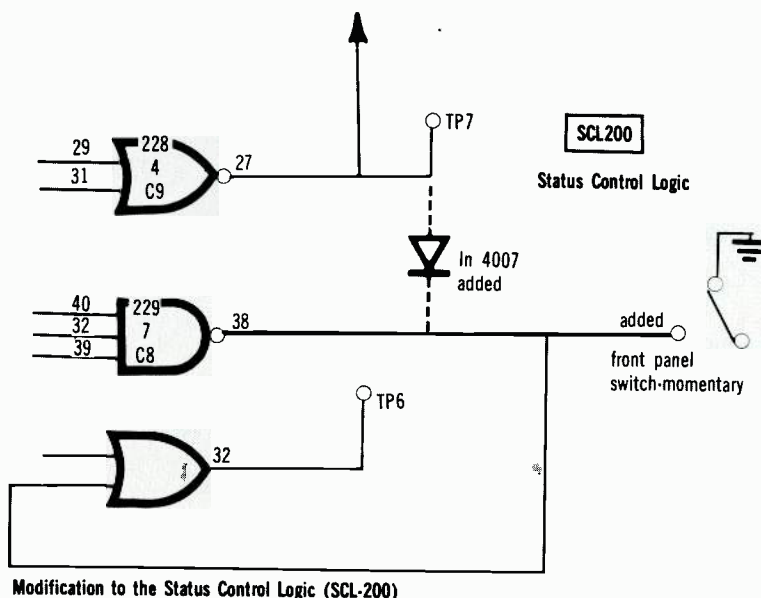 TP7
SCL200
Status Control Logic
29
31
228
4
C9
27
In 4007
added
40
32
39
229
7
C8
38
added
front panel
switch-momentary
TP6
32
Modification to the Status Control Logic (SCL-200)